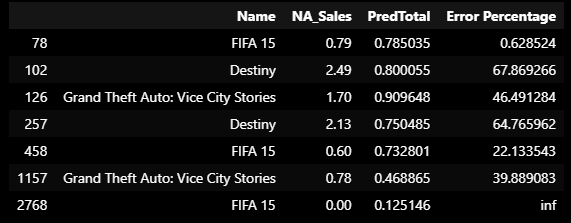 Name NA_Sales PredTotal Error Percentage
78 FIFA 15 0.79 0.785035 0.628524
102 Destiny 2.49 0.800055 67.869266
126 Grand Theft Auto: Vice City Stories 1.70 0.909648 46.491284
257 Destiny 2.13 0.750485 64.765962
458 FIFA 15 0.60 0.732801 22.133543
1157 Grand Theft Auto: Vice City Stories 0.78 0.468865 39.889083
2768 FIFA 15 0.00 0.125146 inf